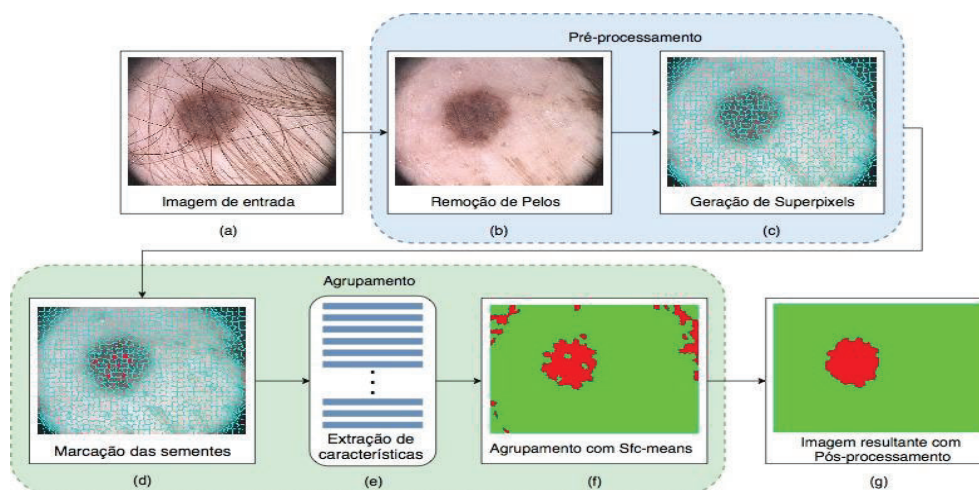 Pré-processamento
Imagem de entrada
Remoção de Pelos
Geração de Superpixels
(a)
(b)
(c)
Agrupamento
Marcação das sementes
Extração de
características
Agrupamento com Sfc-means
Imagem resultante com
Pós-processamento
(d)
(e)
(f)
(g)